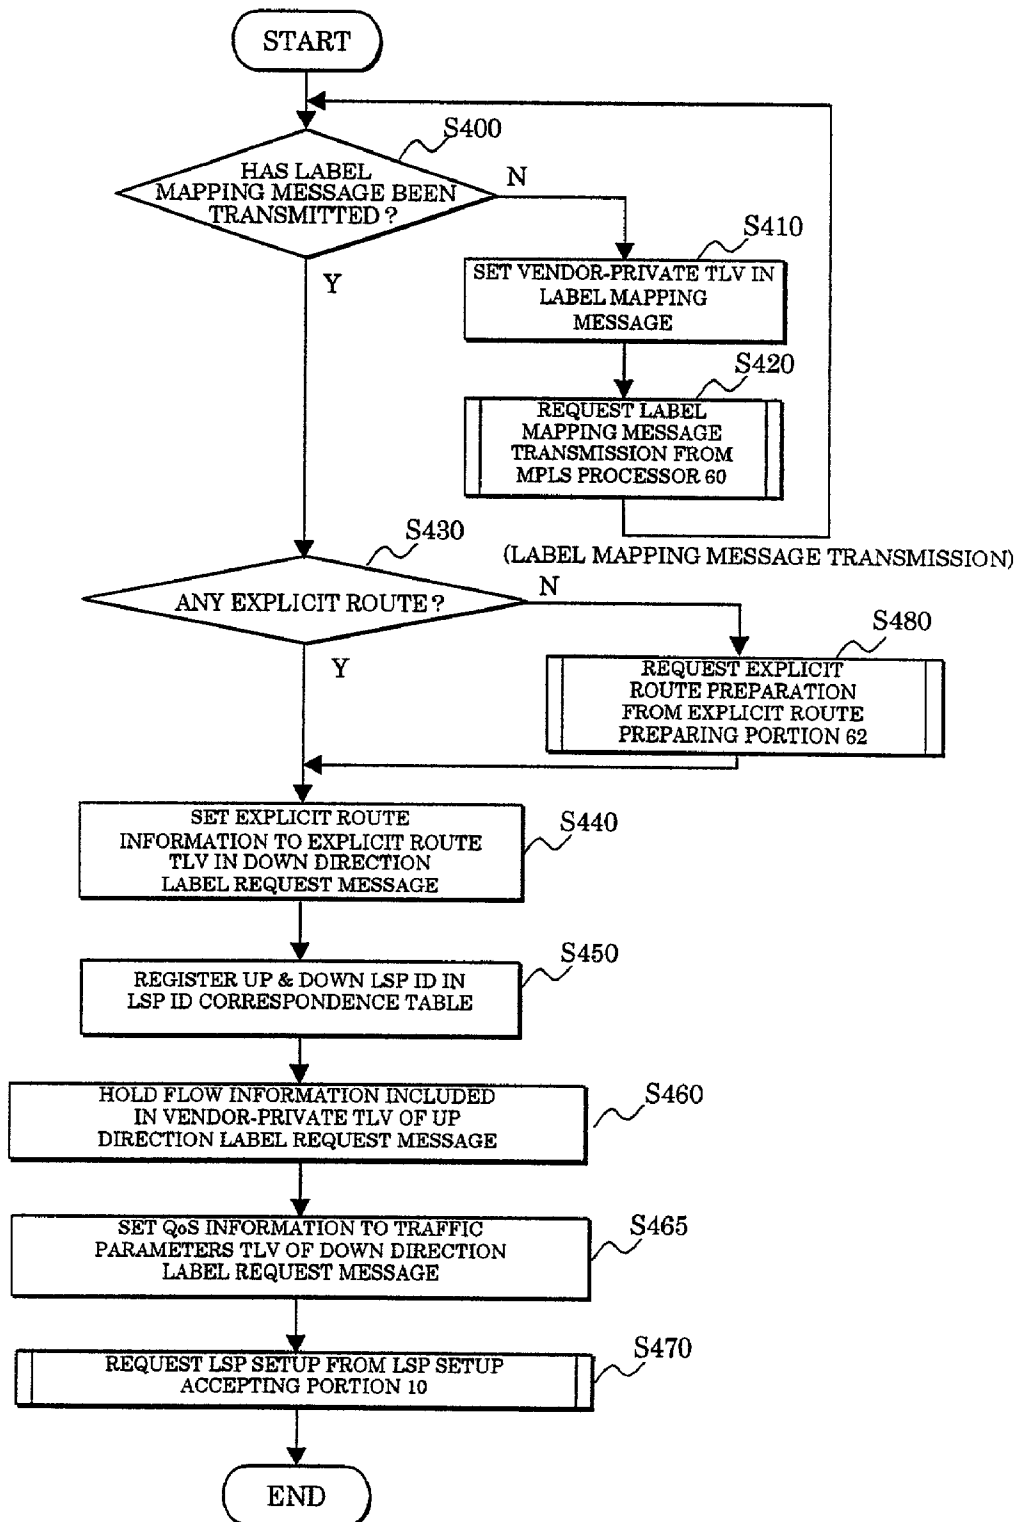 START
S400
HAS LABEL
MAPPING MESSAGE BEEN
TRANSMITTED?
N
Y
S410
SET VENDOR-PRIVATE TLV IN
LABEL MAPPING
MESSAGE
S420
REQUEST LABEL
MAPPING MESSAGE
TRANSMISSION FROM
MPLS PROCESSOR 60
(LABEL MAPPING MESSAGE TRANSMISSION)
S430
ANY EXPLICIT ROUTE?
N
Y
S480
REQUEST EXPLICIT
ROUTE PREPARATION
FROM EXPLICIT ROUTE
PREPARING PORTION 62
SET EXPLICIT ROUTE
INFORMATION TO EXPLICIT ROUTE
TLV IN DOWN DIRECTION
LABEL REQUEST MESSAGE
S440
REGISTER UP & DOWN LSP ID IN
LSP ID CORRESPONDENCE TABLE
S450
HOLD FLOW INFORMATION INCLUDED
IN VENDOR-PRIVATE TLV OF UP
DIRECTION LABEL REQUEST MESSAGE
S460
SET QoS INFORMATION TO TRAFFIC
PARAMETERS TLV OF DOWN DIRECTION
LABEL REQUEST MESSAGE
S465
REQUEST LSP SETUP FROM LSP SETUP
ACCEPTING PORTION 10
S470
END